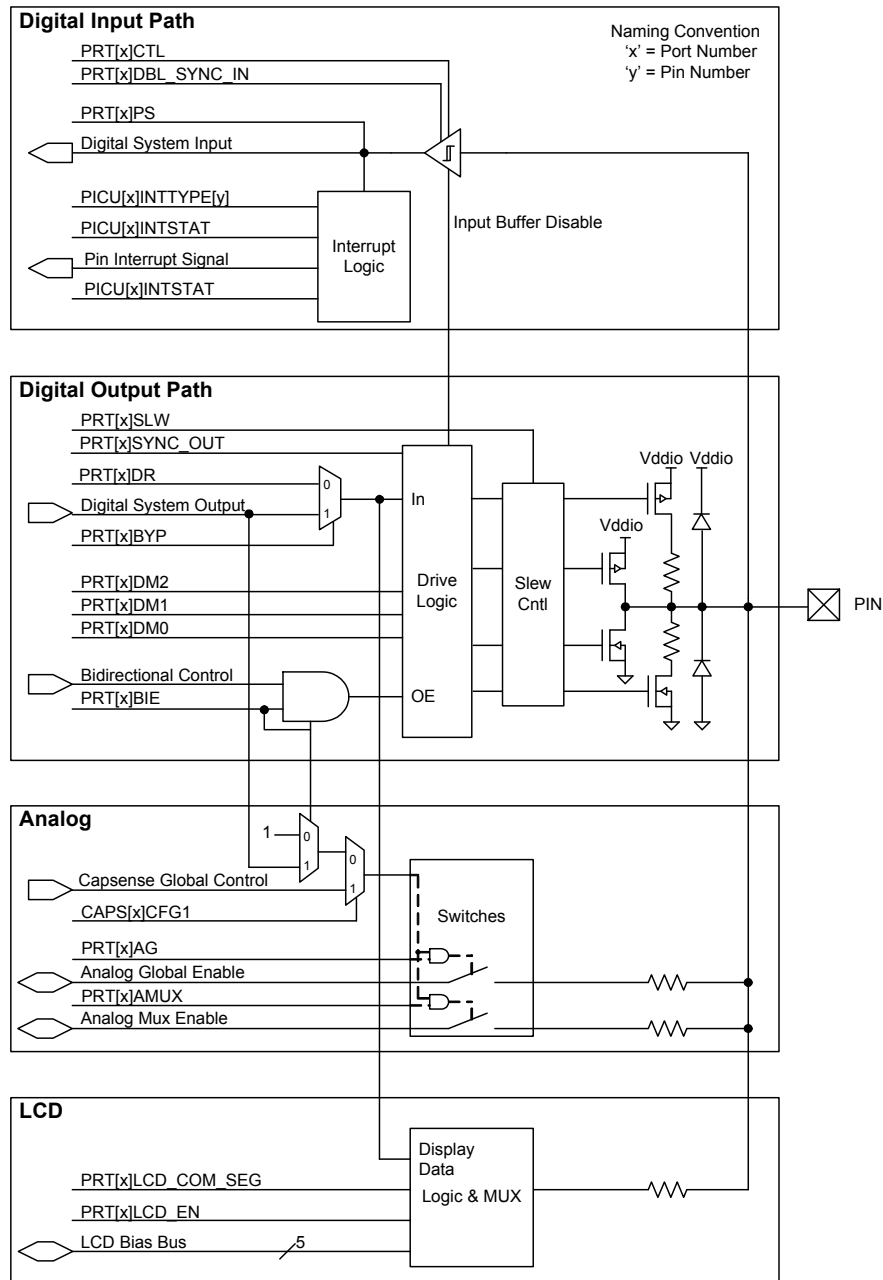 Digital Input Path
Naming Convention
'x' = Port Number
'y' = Pin Number
PRT[x]CTL
PRT[x]DBL_SYNC_IN
PRT[x]PS
Digital System Input
PICU[x]INTTYPE[y]
PICU[x]INTSTAT
Pin Interrupt Signal
PICU[x]INTSTAT
Interrupt
Logic
Input Buffer Disable
Digital Output Path
PRT[x]SLW
PRT[x]SYNC_OUT
PRT[x]DR
Digital System Output
PRT[x]BYP
0
1
PRT[x]DM2
PRT[x]DM1
PRT[x]DM0
Bidirectional Control
PRT[x]BIE
In
Drive
Logic
OE
Slew
Cntl
Vddio Vddio
Vddio
PIN
Analog
1
0
1
0
1
Capsense Global Control
CAPS[x]CFG1
Switches
PRT[x]AG
Analog Global Enable
PRT[x]AMUX
Analog Mux Enable
LCD
Display
Data
Logic & MUX
PRT[x]LCD_COM_SEG
PRT[x]LCD_EN
LCD Bias Bus
5